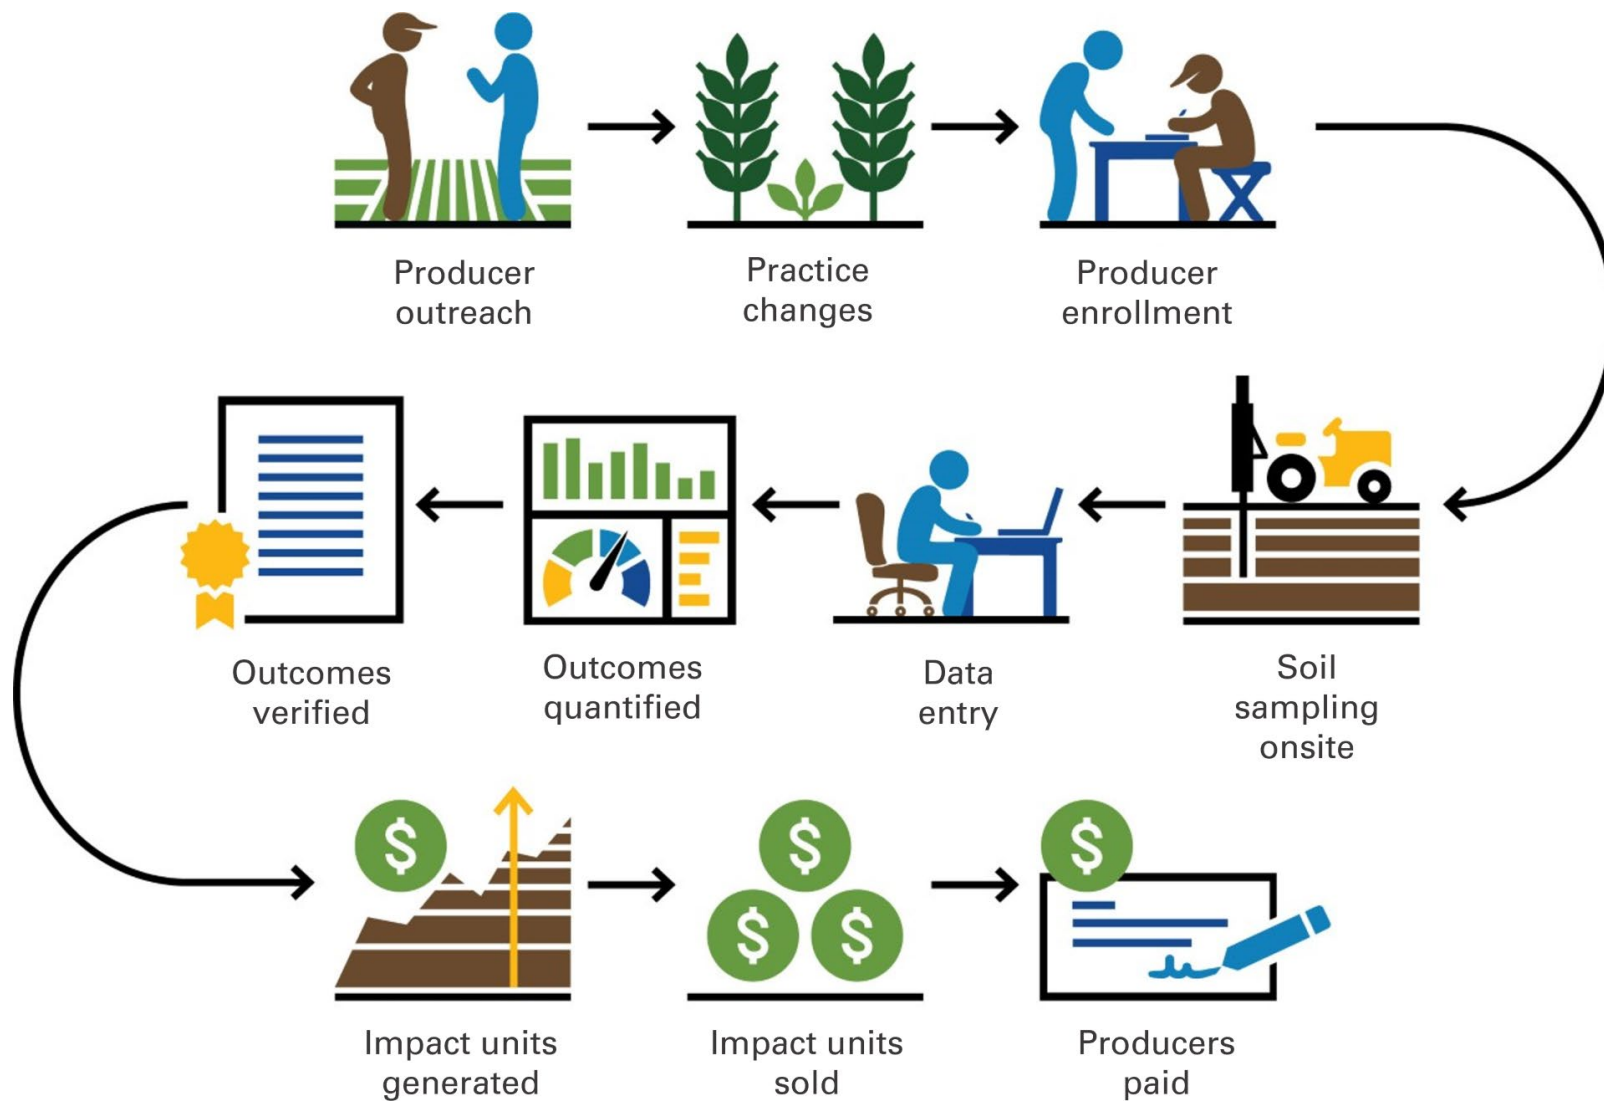 Producer
outreach
Practice
changes
Producer
enrollment
Soil
sampling
onsite
Data
entry
Outcomes
quantified
Outcomes
verified
$
Impact units
generated
$
$ $
Impact units
sold
$
Producers
paid